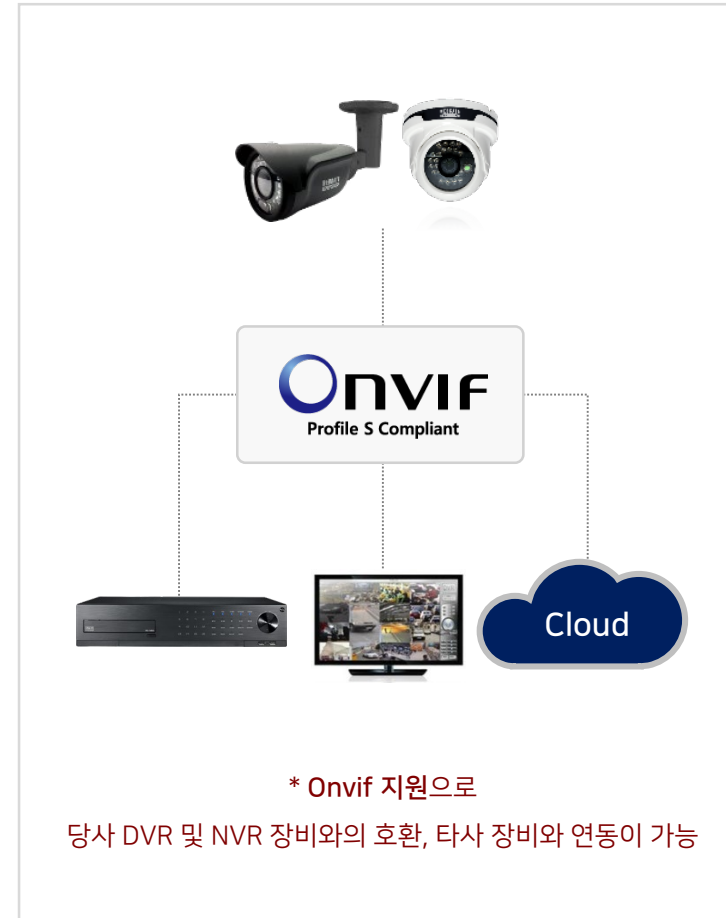 Onvif
Profile S Compliant
Cloud
* Onvif 지원으로
당사 DVR 및 NVR 장비와의 호환, 타사 장비와 연동이 가능